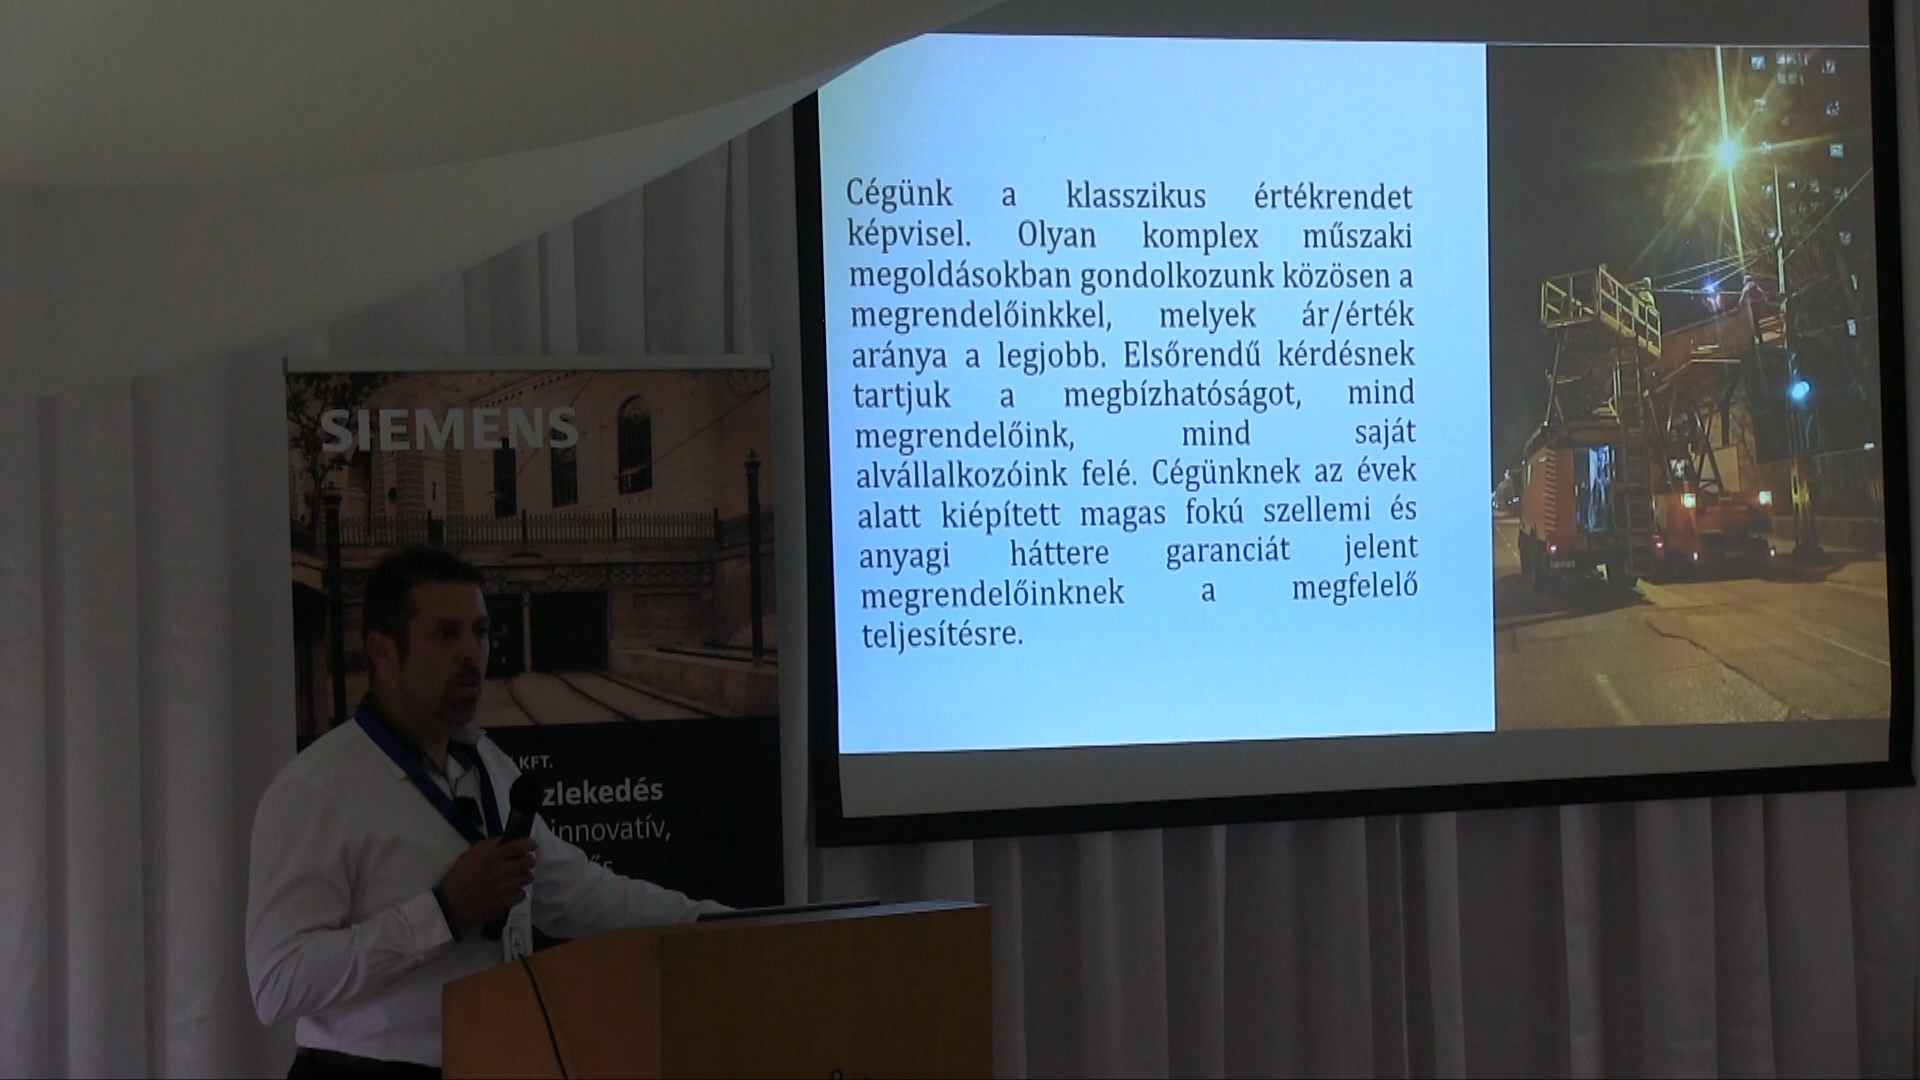 Cégünk a klasszikus értékrendet
képvisel. Olyan komplex műszaki
megoldásokban gondolkozunk közösen a
megrendelőinkkel, melyek ár/érték
aránya a legjobb. Elsőrendű kérdésnek
tartjuk a megbízhatóságot, mind
megrendelőink, mind saját
alvállalkozóink felé. Cégünknek az évek
alatt kiépített magas fokú szellemi és
anyagi háttere garanciát jelent
megrendelőinknek a megfelelő
teljesítésre.
SIEMENS
KFT.
zlekedés
innovatív,